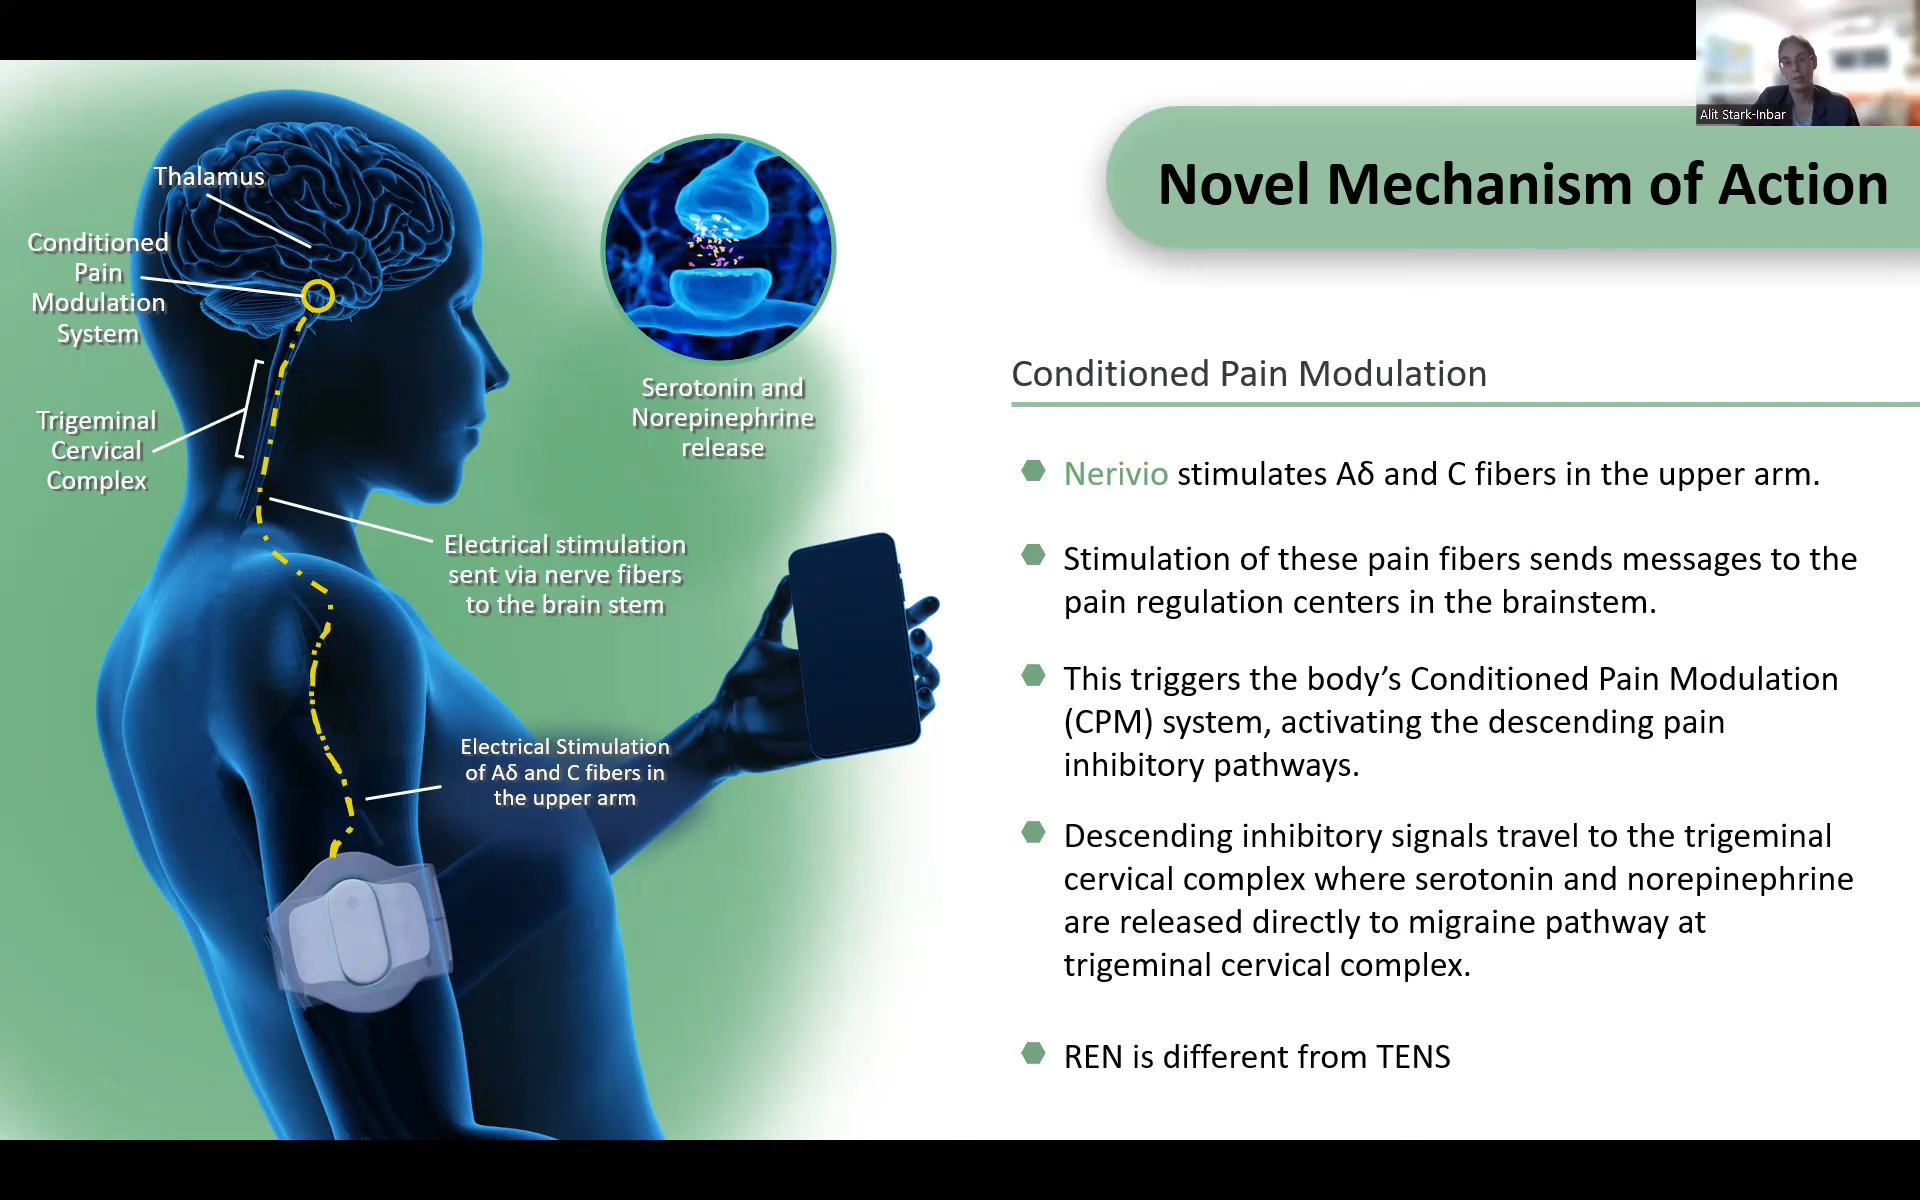 Alit Stark-Inbar
Novel Mechanism of Action
Thalamus
Conditioned
Pain
Modulation
System
Trigeminal
Cervical
Complex
Serotonin and
Norepinephrine
release
Electrical stimulation
sent via nerve fibers
to the brain stem
Electrical Stimulation
of Aδ and C fibers in
the upper arm
Conditioned Pain Modulation
Nerivio stimulates Aδ and C fibers in the upper arm.
Stimulation of these pain fibers sends messages to the
pain regulation centers in the brainstem.
This triggers the body’s Conditioned Pain Modulation
(CPM) system, activating the descending pain
inhibitory pathways.
Descending inhibitory signals travel to the trigeminal
cervical complex where serotonin and norepinephrine
are released directly to migraine pathway at
trigeminal cervical complex.
REN is different from TENS